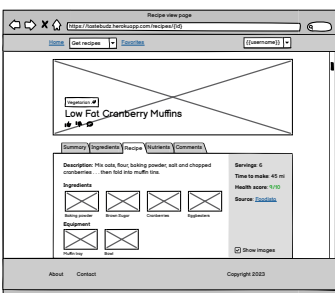 Recipe view page
https://tastebudz.herokuapp.com/recipes/{id}
Home Get recipes Favorites {{username}}
Vegetarian
Low Fat Cranberry Muffins
Summary Ingredients Recipe Nutrients Comments
Description: Mix oats, flour, baking powder, salt and chopped
cranberries . . . then fold into muffin tins.
Ingredients
Baking powder Brown Sugar Cranberries Eggbeaters
Equipment
Muffin tray Bowl
Servings: 6
Time to make: 45 mi
Health score: 9/10
Source: Foodista
Show images
About Contact Copyright 2023